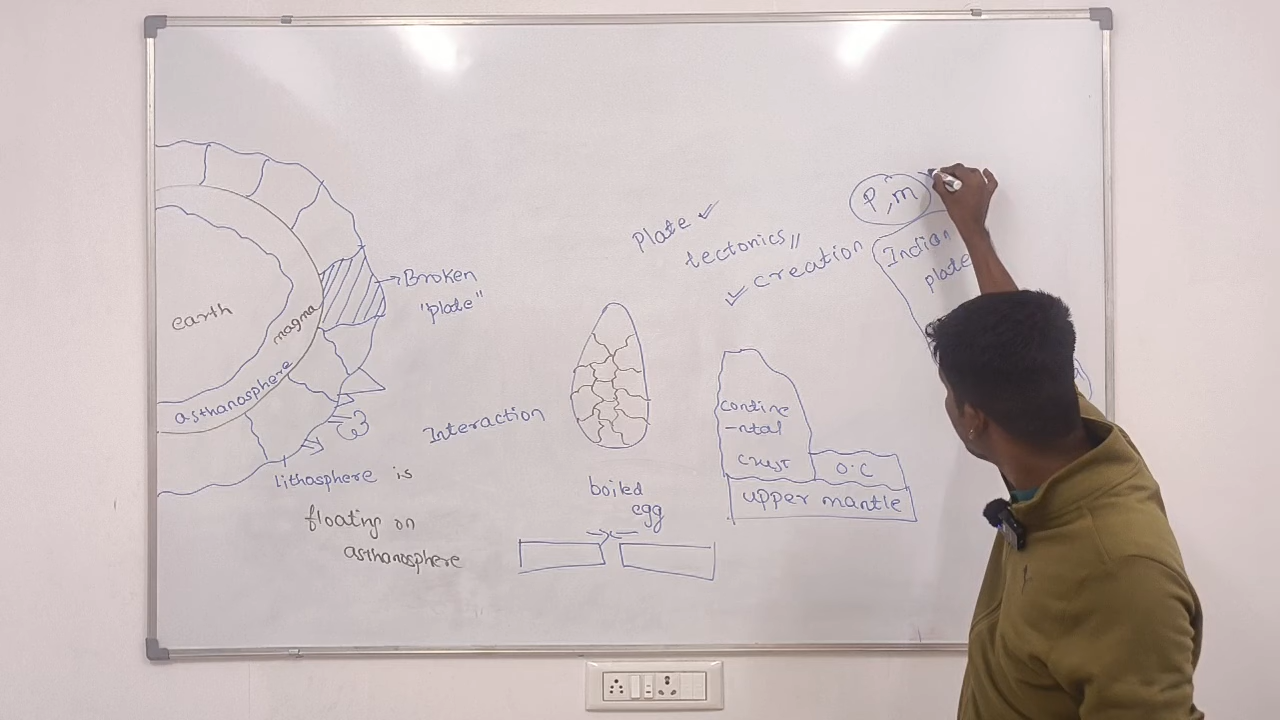 earth
magma
asthanosphere
Broken
"plate"
Interaction
lithosphere is
floating on
asthanosphere
boiled
egg
Plate ✓
tectonics,,
✓ creation
contine
-ntal
crust
O.C
upper mantle
P, m
Indian
plate